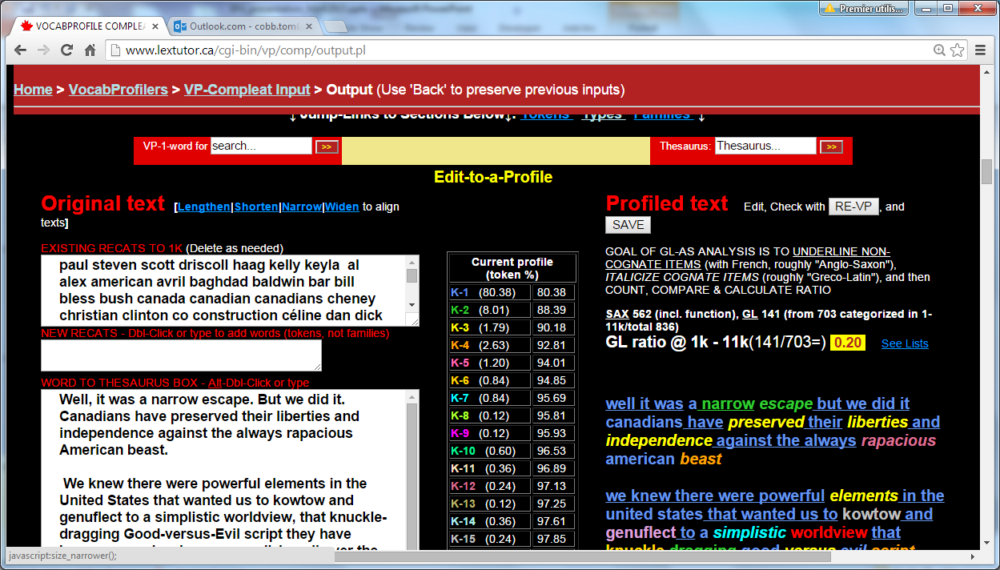 Premier utilis...
VOCABPROFILE COMPLEA
Outlook.com - cobb.tom
www.lextutor.ca/cgi-bin/vp/comp/output.pl
Home > VocabProfilers > VP-Compleat Input > Output (Use 'Back' to preserve previous inputs)
↓ Jump-Links to Sections Below↓: Tokens Types Families ↓
VP-1-word for search... >>
Thesaurus: Thesaurus... >>
Edit-to-a-Profile
Original text [Lengthen|Shorten|Narrow|Widen to align
texts]
EXISTING RECATS TO 1K (Delete as needed)
paul steven scott driscoll haag kelly keyla al
alex american avril baghdad baldwin bar bill
bless bush canada canadian canadians cheney
christian clinton co construction céline dan dick
NEW RECATS - Dbl-Click or type to add words (tokens, not families)
WORD TO THESAURUS BOX - Alt-Dbl-Click or type
Well, it was a narrow escape. But we did it.
Canadians have preserved their liberties and
independence against the always rapacious
American beast.
We knew there were powerful elements in the
United States that wanted us to kowtow and
genuflect to a simplistic worldview, that knuckle-
dragging Good-versus-Evil script they have
Current profile
(token %)
K-1 (80.38) 80.38
K-2 (8.01) 88.39
K-3 (1.79) 90.18
K-4 (2.63) 92.81
K-5 (1.20) 94.01
K-6 (0.84) 94.85
K-7 (0.84) 95.69
K-8 (0.12) 95.81
K-9 (0.12) 95.93
K-10 (0.60) 96.53
K-11 (0.36) 96.89
K-12 (0.24) 97.13
K-13 (0.12) 97.25
K-14 (0.36) 97.61
K-15 (0.24) 97.85
Profiled text Edit, Check with RE-VP, and
SAVE
GOAL OF GL-AS ANALYSIS IS TO UNDERLINE NON-
COGNATE ITEMS (with French, roughly "Anglo-Saxon"),
ITALICIZE COGNATE ITEMS (roughly "Greco-Latin"), and then
COUNT, COMPARE & CALCULATE RATIO
SAX 562 (incl. function), GL 141 (from 703 categorized in 1-
11k/total 836)
GL ratio @ 1k - 11k(141/703=) 0.20 See Lists
well it was a narrow escape but we did it
canadians have preserved their liberties and
independence against the always rapacious
american beast
we knew there were powerful elements in the
united states that wanted us to kowtow and
genuflect to a simplistic worldview that
knuckle dragging good versus evil script
javascript:size_narrower();